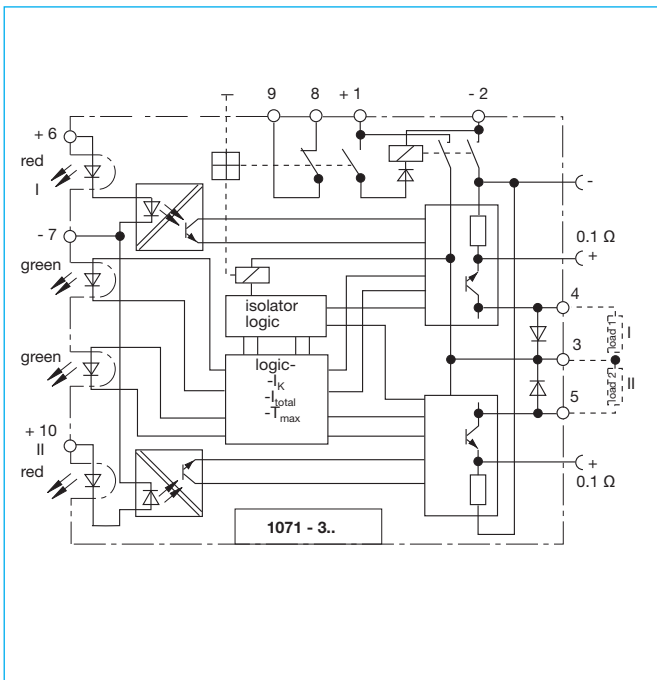 9 8 + 1 - 2
+ 6
red
I
- 7
green
green
+ 10
II
red
isolator
logic
logic-
-I_K
-I_total
-T_max
1071 - 3..
-
0.1 Ω
+
4
3
5
load 1
I
load 2
II
+
0.1 Ω